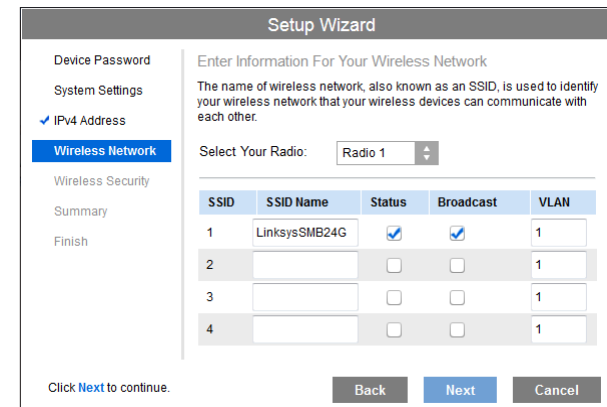 Setup Wizard
Device Password
System Settings
IPv4 Address
Wireless Network
Wireless Security
Summary
Finish
Enter Information For Your Wireless Network
The name of wireless network, also known as an SSID, is used to identify
your wireless network that your wireless devices can communicate with
each other.
Select Your Radio: Radio 1
SSID SSID Name Status Broadcast VLAN
1 LinksysSMB24G 1
2 1
3 1
4 1
Click Next to continue. Back Next Cancel